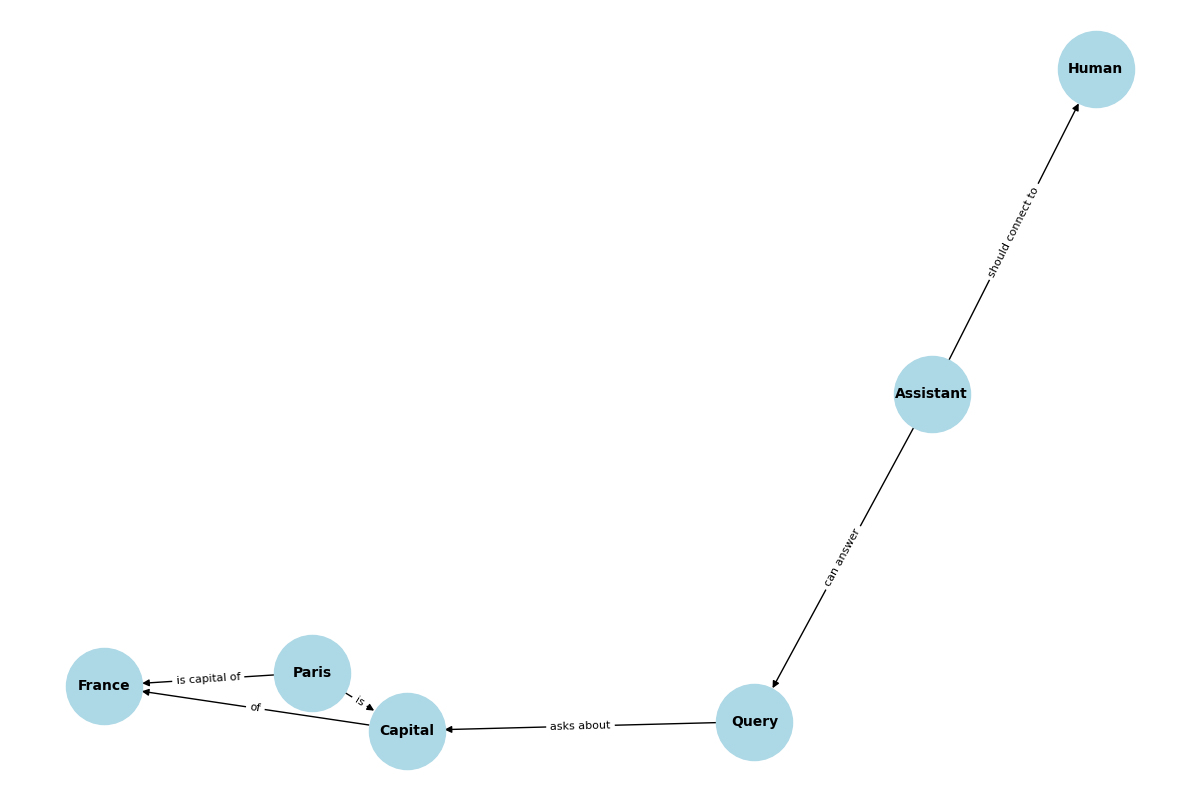 Human
should connect to
Assistant
can answer
Paris
is capital of
France
is
of
Query
asks about
Capital